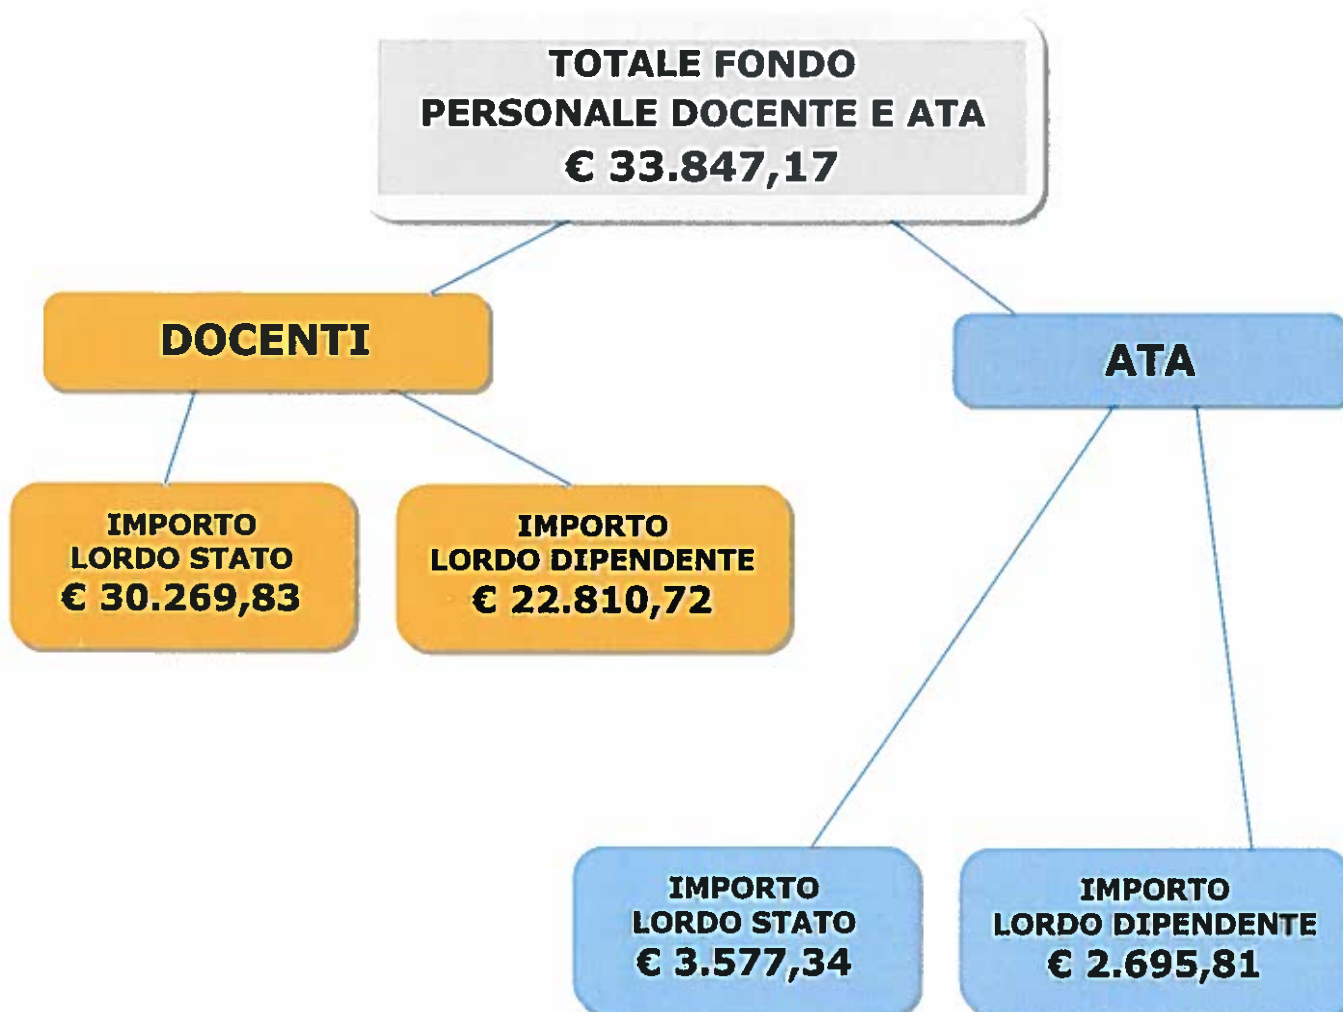 TOTALE FONDO
PERSONALE DOCENTE E ATA
€ 33.847,17
DOCENTI
ATA
IMPORTO
LORDO STATO
€ 30.269,83
IMPORTO
LORDO DIPENDENTE
€ 22.810,72
IMPORTO
LORDO STATO
€ 3.577,34
IMPORTO
LORDO DIPENDENTE
€ 2.695,81